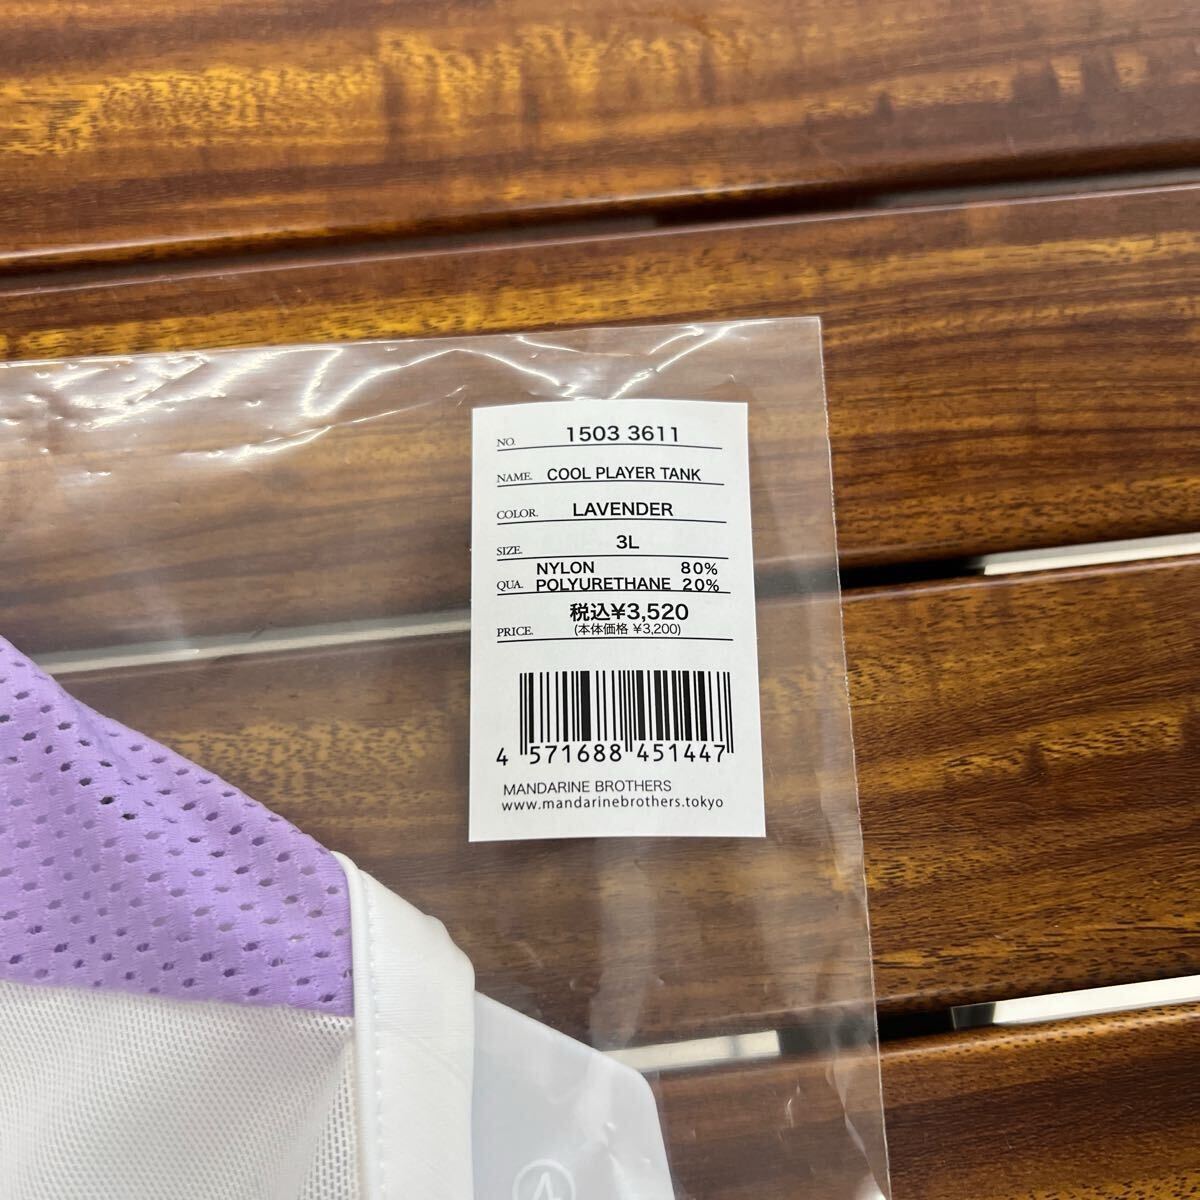 NO. 1503 3611
NAME. COOL PLAYER TANK
COLOR. LAVENDER
SIZE. 3L
NYLON 80%
QUA. POLYURETHANE 20%
税込¥3,520
PRICE. (本体価格 ¥3,200)
4 571688 451447
MANDARINE BROTHERS
www.mandarinebrothers.tokyo